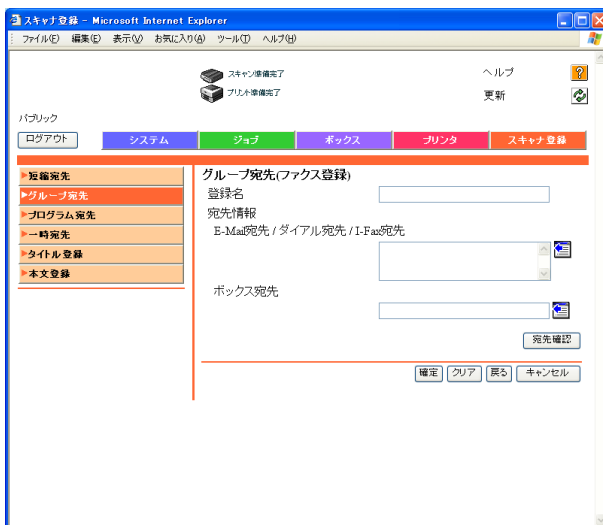 スキャナ登録 - Microsoft Internet Explorer
ファイル(F) 編集(E) 表示(V) お気に入り(A) ツール(T) ヘルプ(H)
スキャン準備完了 ヘルプ ?
プリント準備完了 更新
パブリック
ログアウト システム ジョブ ボックス プリンタ スキャナ登録
短縮宛先
グループ宛先
プログラム宛先
一時宛先
タイトル登録
本文登録
グループ宛先(ファクス登録)
登録名
宛先情報
E-Mail宛先 / ダイアル宛先 / I-Fax宛先
ボックス宛先
宛先確認
確定 クリア 戻る キャンセル